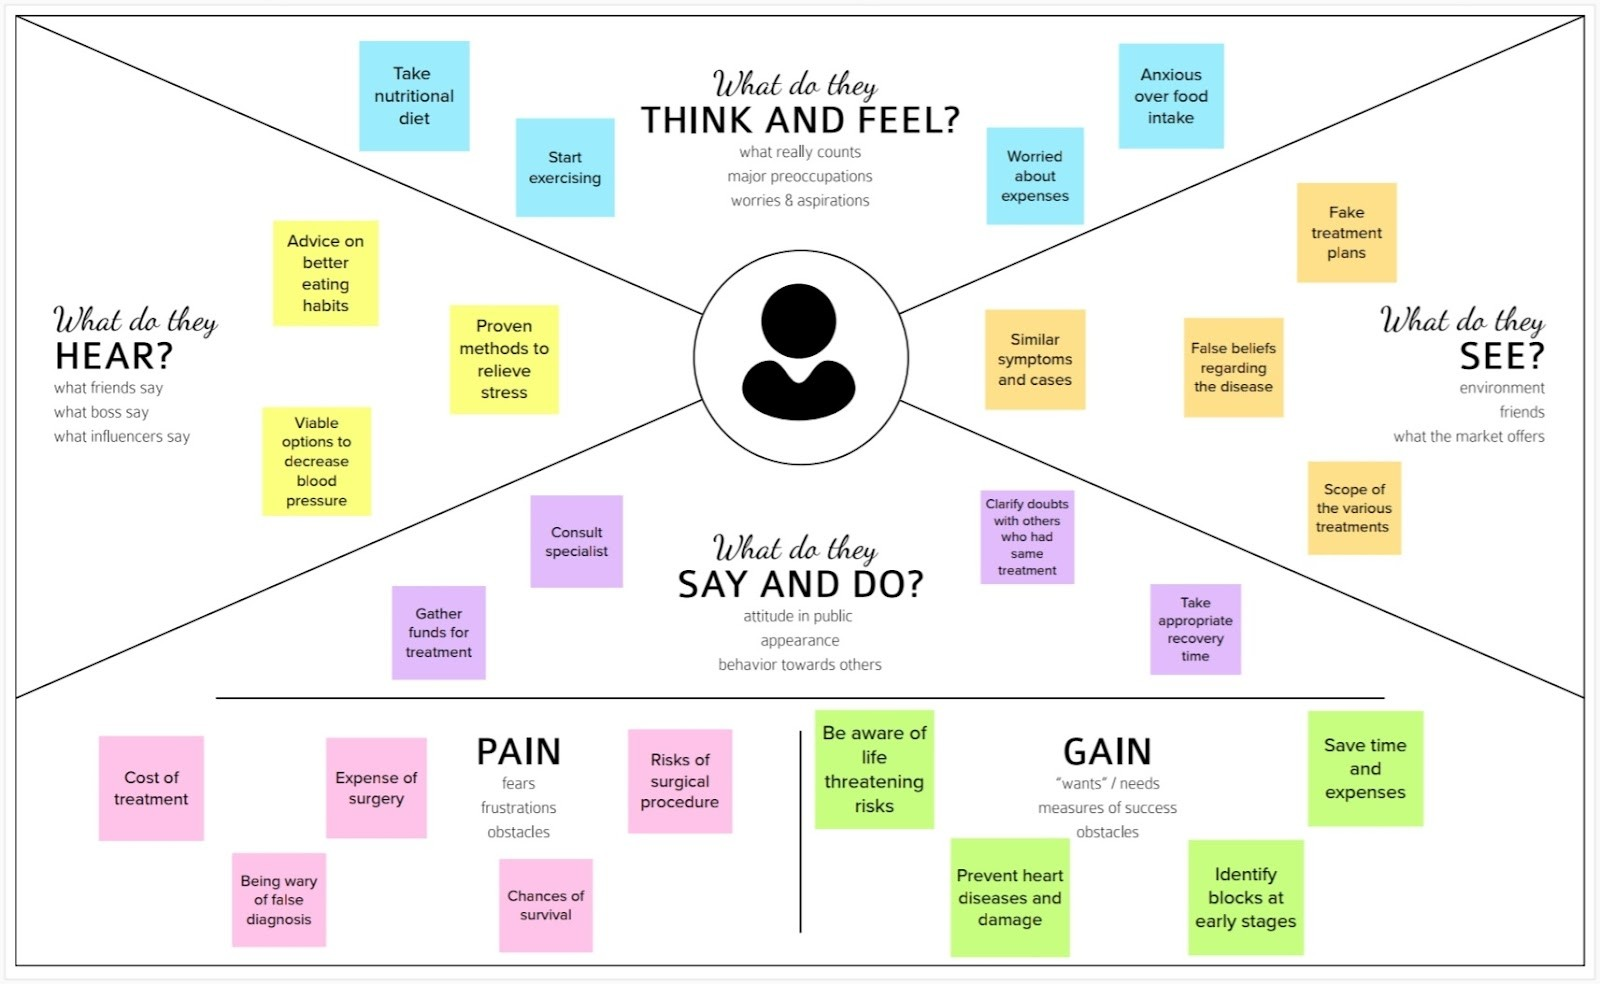 What do they
THINK AND FEEL?
what really counts
major preoccupations
worries & aspirations
Take
nutritional
diet
Start
exercising
Worried
about
expenses
Anxious
over food
intake
What do they
HEAR?
what friends say
what boss say
what influencers say
Advice on
better
eating
habits
Proven
methods to
relieve
stress
Viable
options to
decrease
blood
pressure
What do they
SEE?
environment
friends
what the market offers
Fake
treatment
plans
Similar
symptoms
and cases
False beliefs
regarding
the disease
Scope of
the various
treatments
What do they
SAY AND DO?
attitude in public
appearance
behavior towards others
Consult
specialist
Gather
funds for
treatment
Clarify doubts
with others
who had
same
treatment
Take
appropriate
recovery
time
PAIN
fears
frustrations
obstacles
Cost of
treatment
Expense of
surgery
Risks of
surgical
procedure
Being wary
of false
diagnosis
Chances of
survival
GAIN
"wants" / needs
measures of success
obstacles
Be aware of
life
threatening
risks
Save time
and
expenses
Prevent heart
diseases and
damage
Identify
blocks at
early stages